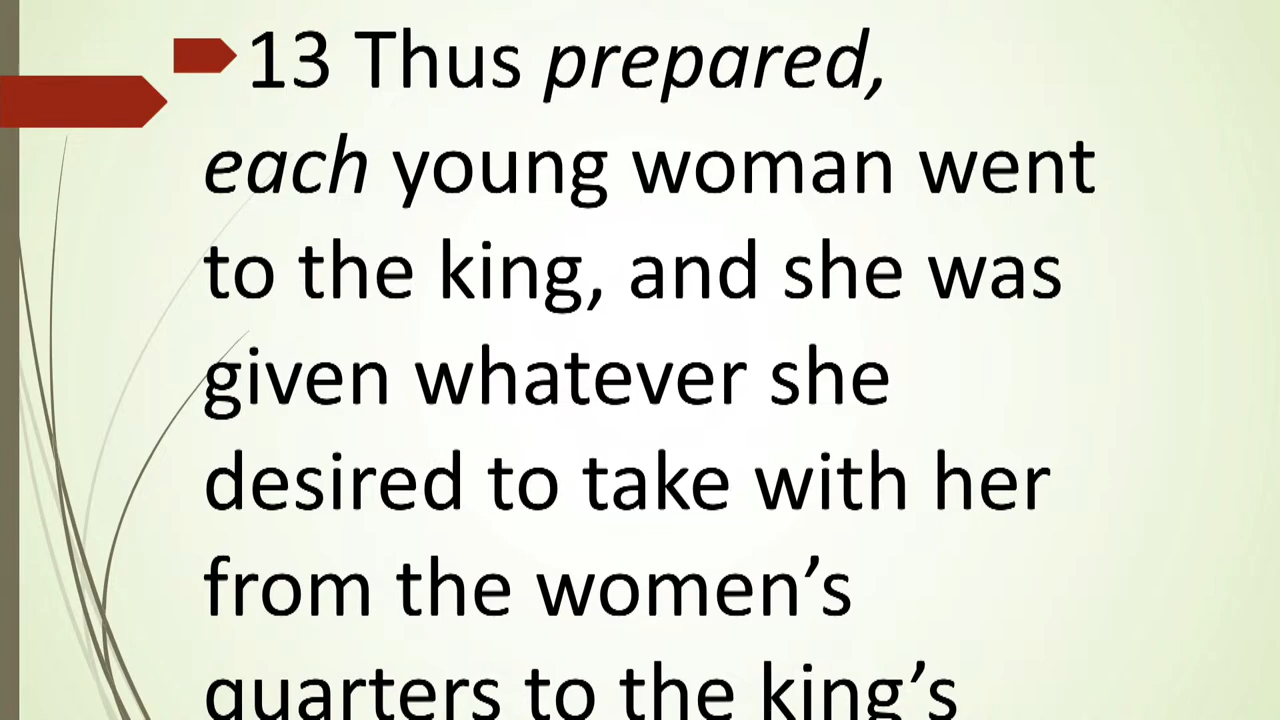 13 Thus prepared,
each young woman went
to the king, and she was
given whatever she
desired to take with her
from the women’s
quarters to the king’s